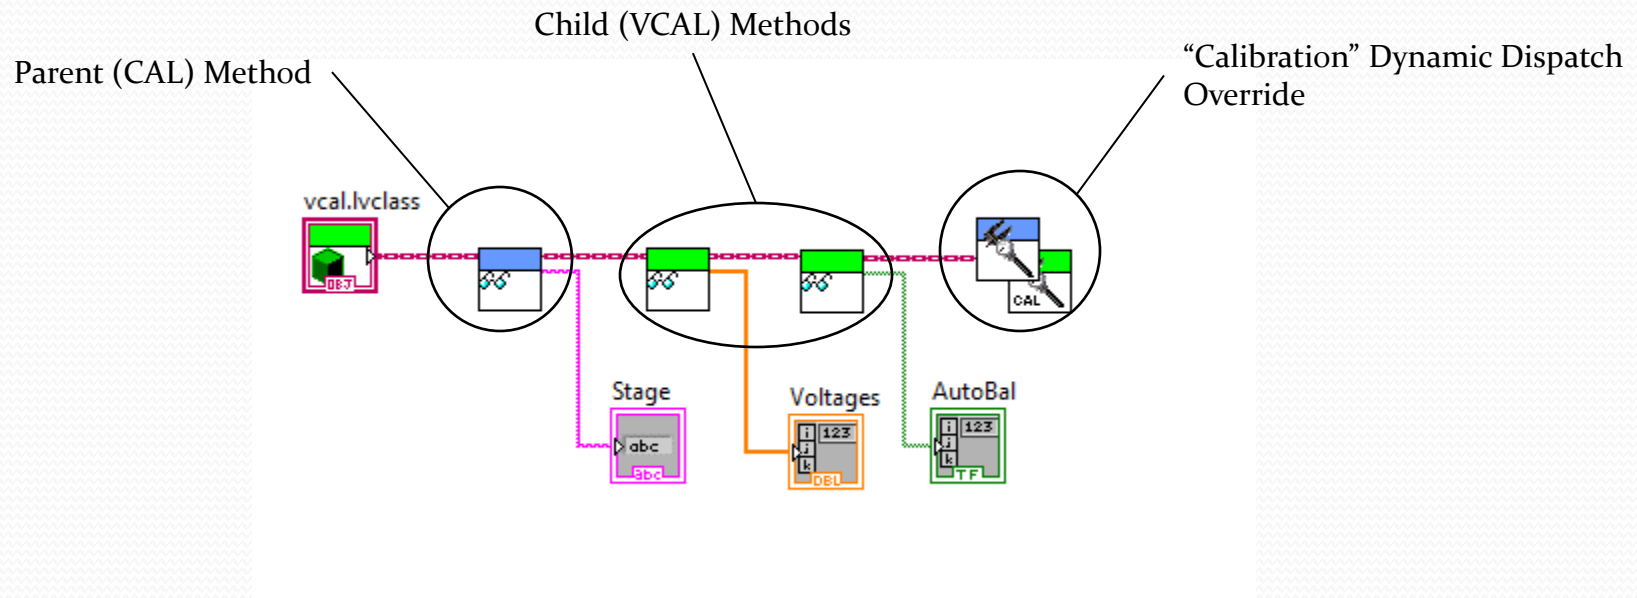 Child (VCAL) Methods
Parent (CAL) Method
“Calibration” Dynamic Dispatch
Override
vcal.lvclass
OBJ
CAL
Stage
abc
abc
Voltages
i
123
j
k
DBL
AutoBal
i
123
j
k
TF